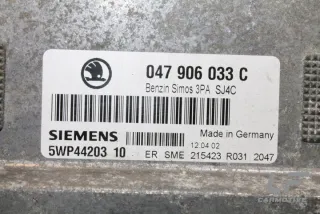 047 906 033 C
Benzin Simos 3PA SJ4C
SIEMENS
Made in Germany
5WP44203 10
12.04 02
ER SME 215423 R031 2047